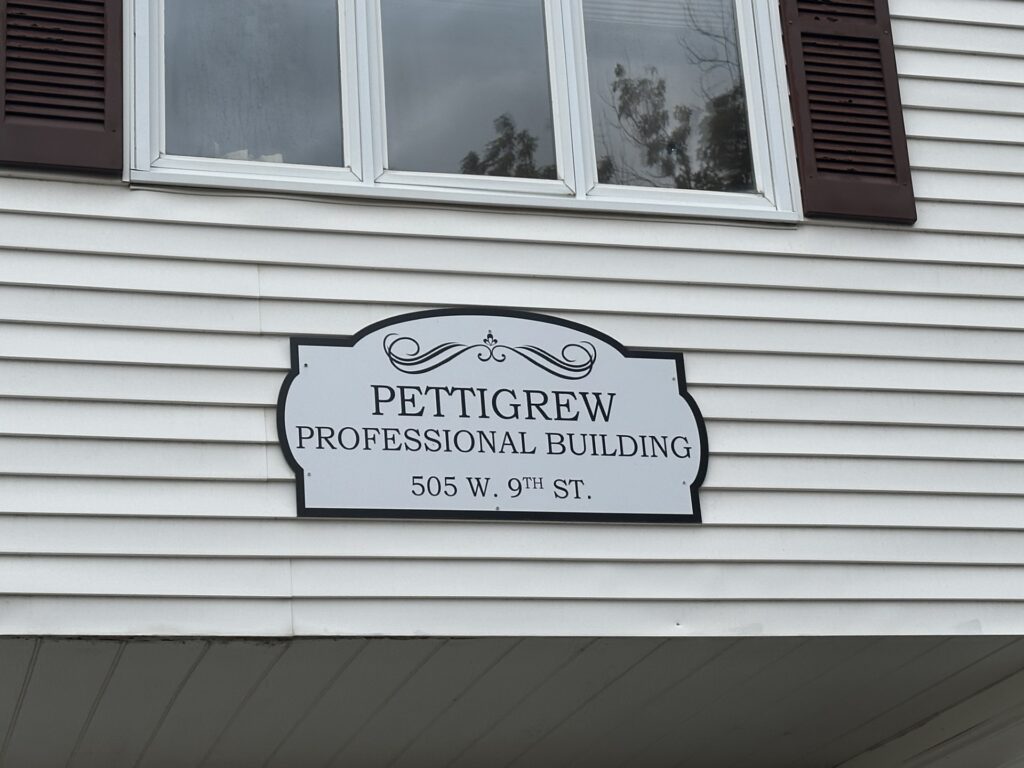 PETTIGREW
PROFESSIONAL BUILDING
505 W. 9TH ST.